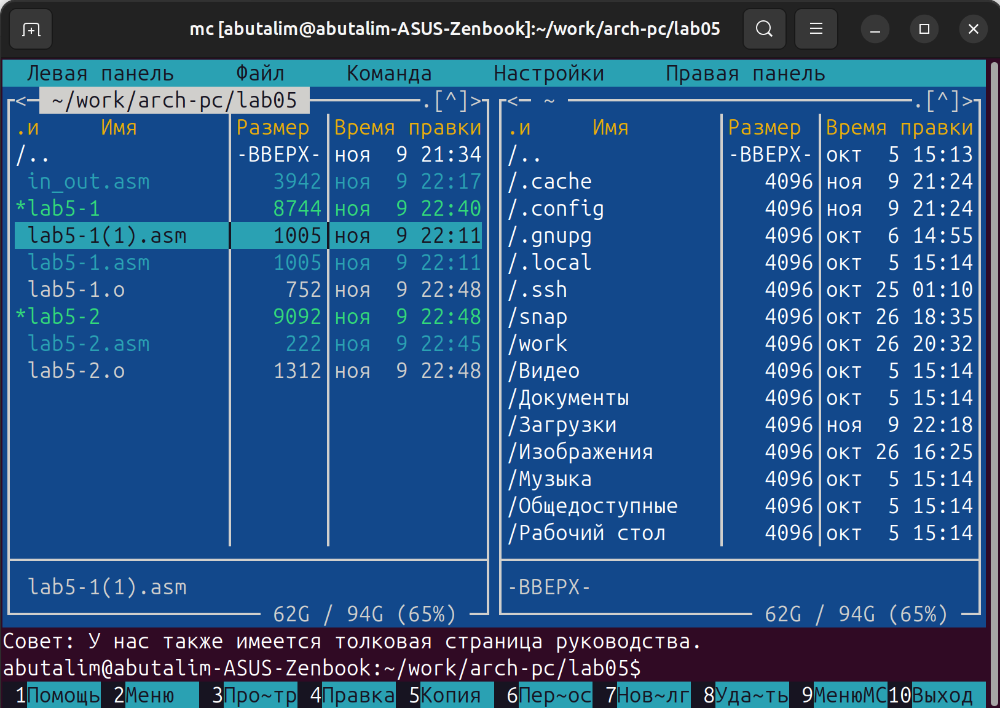 mc [abutalim@abutalim-ASUS-Zenbook]:~/work/arch-pc/lab05
Левая панель Файл Команда Настройки Правая панель
<─ ~/work/arch-pc/lab05 ─.[^]>
.и Имя Размер Время правки
/.. -ВВЕРХ- ноя 9 21:34
in_out.asm 3942 ноя 9 22:17
*lab5-1 8744 ноя 9 22:40
lab5-1(1).asm 1005 ноя 9 22:11
lab5-1.asm 1005 ноя 9 22:11
lab5-1.o 752 ноя 9 22:48
*lab5-2 9092 ноя 9 22:48
lab5-2.asm 222 ноя 9 22:45
lab5-2.o 1312 ноя 9 22:48
lab5-1(1).asm
62G / 94G (65%)
<─ ~ ─.[^]>
.и Имя Размер Время правки
/.. -ВВЕРХ- окт 5 15:13
/.cache 4096 ноя 9 21:24
/.config 4096 ноя 9 21:24
/.gnupg 4096 окт 6 14:55
/.local 4096 окт 5 15:14
/.ssh 4096 окт 25 01:10
/snap 4096 окт 26 18:35
/work 4096 окт 26 20:32
/Видео 4096 окт 5 15:14
/Документы 4096 окт 5 15:14
/Загрузки 4096 ноя 9 22:18
/Изображения 4096 окт 26 16:25
/Музыка 4096 окт 5 15:14
/Общедоступные 4096 окт 5 15:14
/Рабочий стол 4096 окт 5 15:14
-ВВЕРХ-
62G / 94G (65%)
Совет: У нас также имеется толковая страница руководства.
abutalim@abutalim-ASUS-Zenbook:~/work/arch-pc/lab05$
1Помощь 2Меню 3Про~тр 4Правка 5Копия 6Пер~ос 7Нов~лг 8Уда~ть 9МенюMC 10Выход